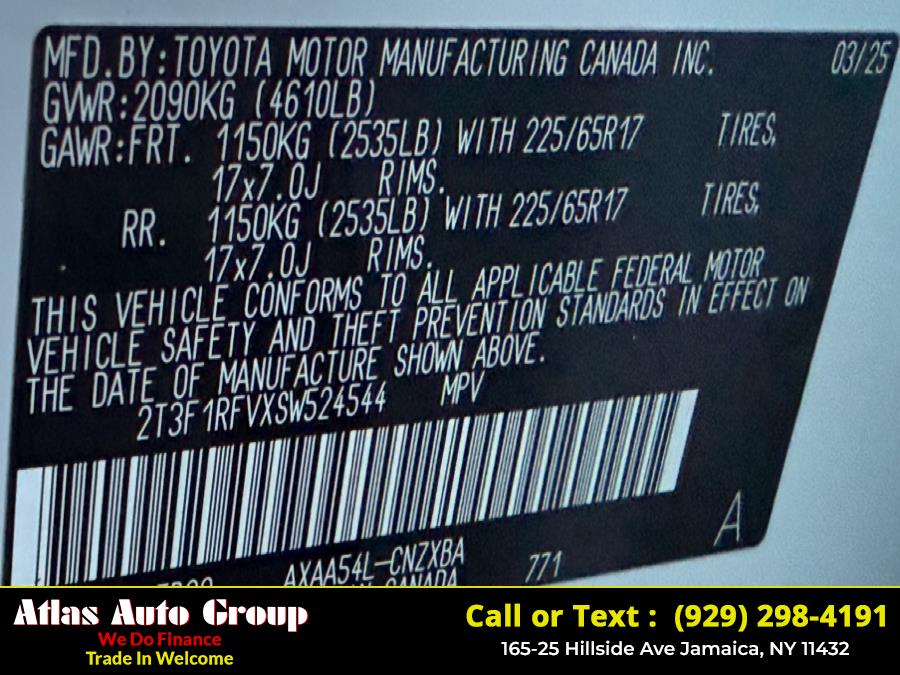 MFD.BY:TOYOTA MOTOR MANUFACTURING CANADA INC. 03/25
GVWR:2090KG (4610LB)
GAWR:FRT. 1150KG (2535LB) WITH 225/65R17 TIRES,
17x7.0J RIMS.
RR. 1150KG (2535LB) WITH 225/65R17 TIRES,
17x7.0J RIMS.
THIS VEHICLE CONFORMS TO ALL APPLICABLE FEDERAL MOTOR
VEHICLE SAFETY AND THEFT PREVENTION STANDARDS IN EFFECT ON
THE DATE OF MANUFACTURE SHOWN ABOVE.
2T3F1RFVXSW524544 MPV
A
AXAA54L-CNZXBA 771
CANADA
Atlas Auto Group
We Do Finance
Trade In Welcome
Call or Text : (929) 298-4191
165-25 Hillside Ave Jamaica, NY 11432